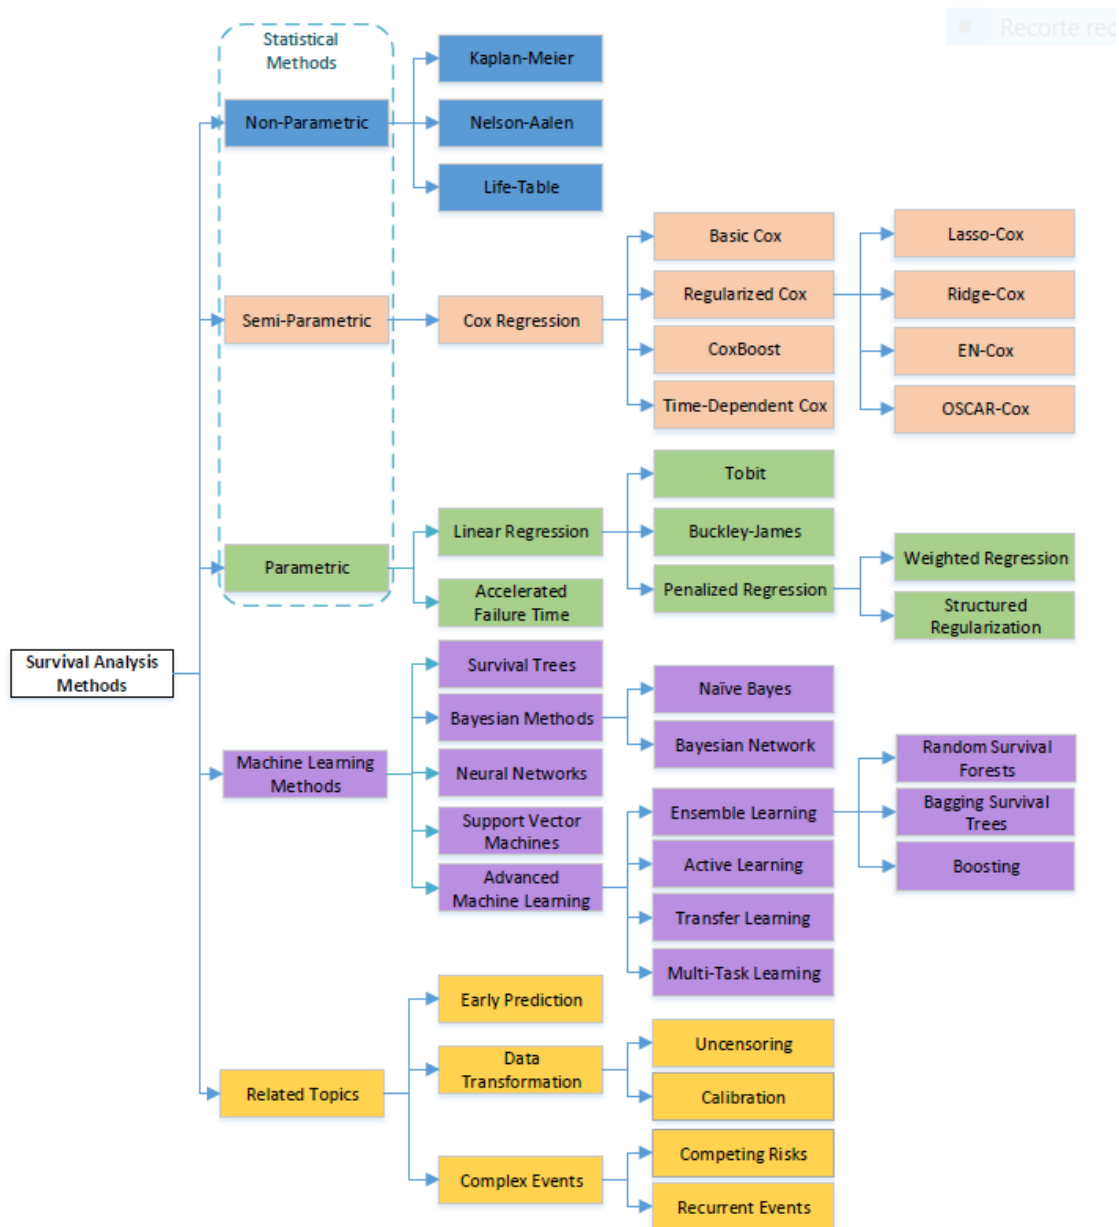 Recorte rec
Statistical
Methods
Kaplan-Meier
Non-Parametric
Nelson-Aalen
Life-Table
Basic Cox
Lasso-Cox
Semi-Parametric
Cox Regression
Regularized Cox
Ridge-Cox
CoxBoost
EN-Cox
Time-Dependent Cox
OSCAR-Cox
Tobit
Linear Regression
Buckley-James
Weighted Regression
Parametric
Accelerated
Failure Time
Penalized Regression
Structured
Regularization
Survival Analysis
Methods
Survival Trees
Naïve Bayes
Bayesian Methods
Bayesian Network
Machine Learning
Methods
Neural Networks
Random Survival
Forests
Support Vector
Machines
Ensemble Learning
Bagging Survival
Trees
Advanced
Machine Learning
Active Learning
Boosting
Transfer Learning
Multi-Task Learning
Early Prediction
Uncensoring
Data
Transformation
Related Topics
Calibration
Competing Risks
Complex Events
Recurrent Events